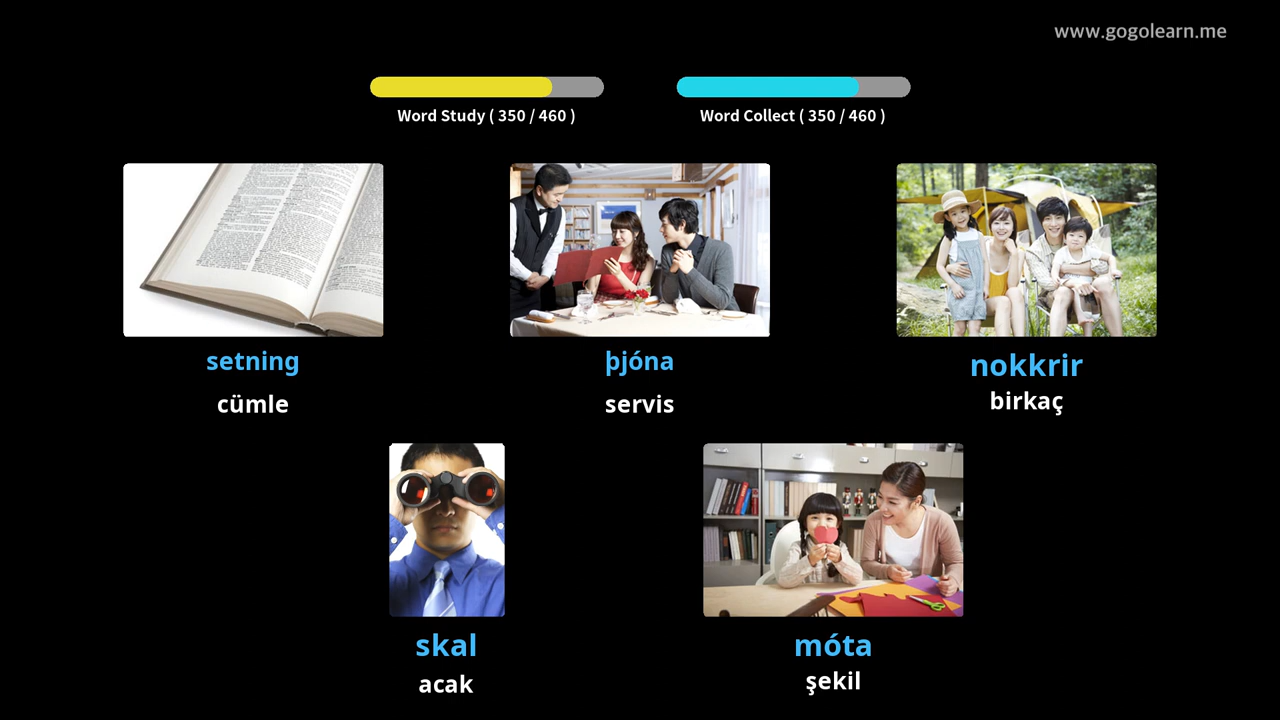 www.gogolearn.me
Word Study ( 350 / 460 )
Word Collect ( 350 / 460 )
setning
cümle
þjóna
servis
nokkrir
birkaç
skal
acak
móta
şekil